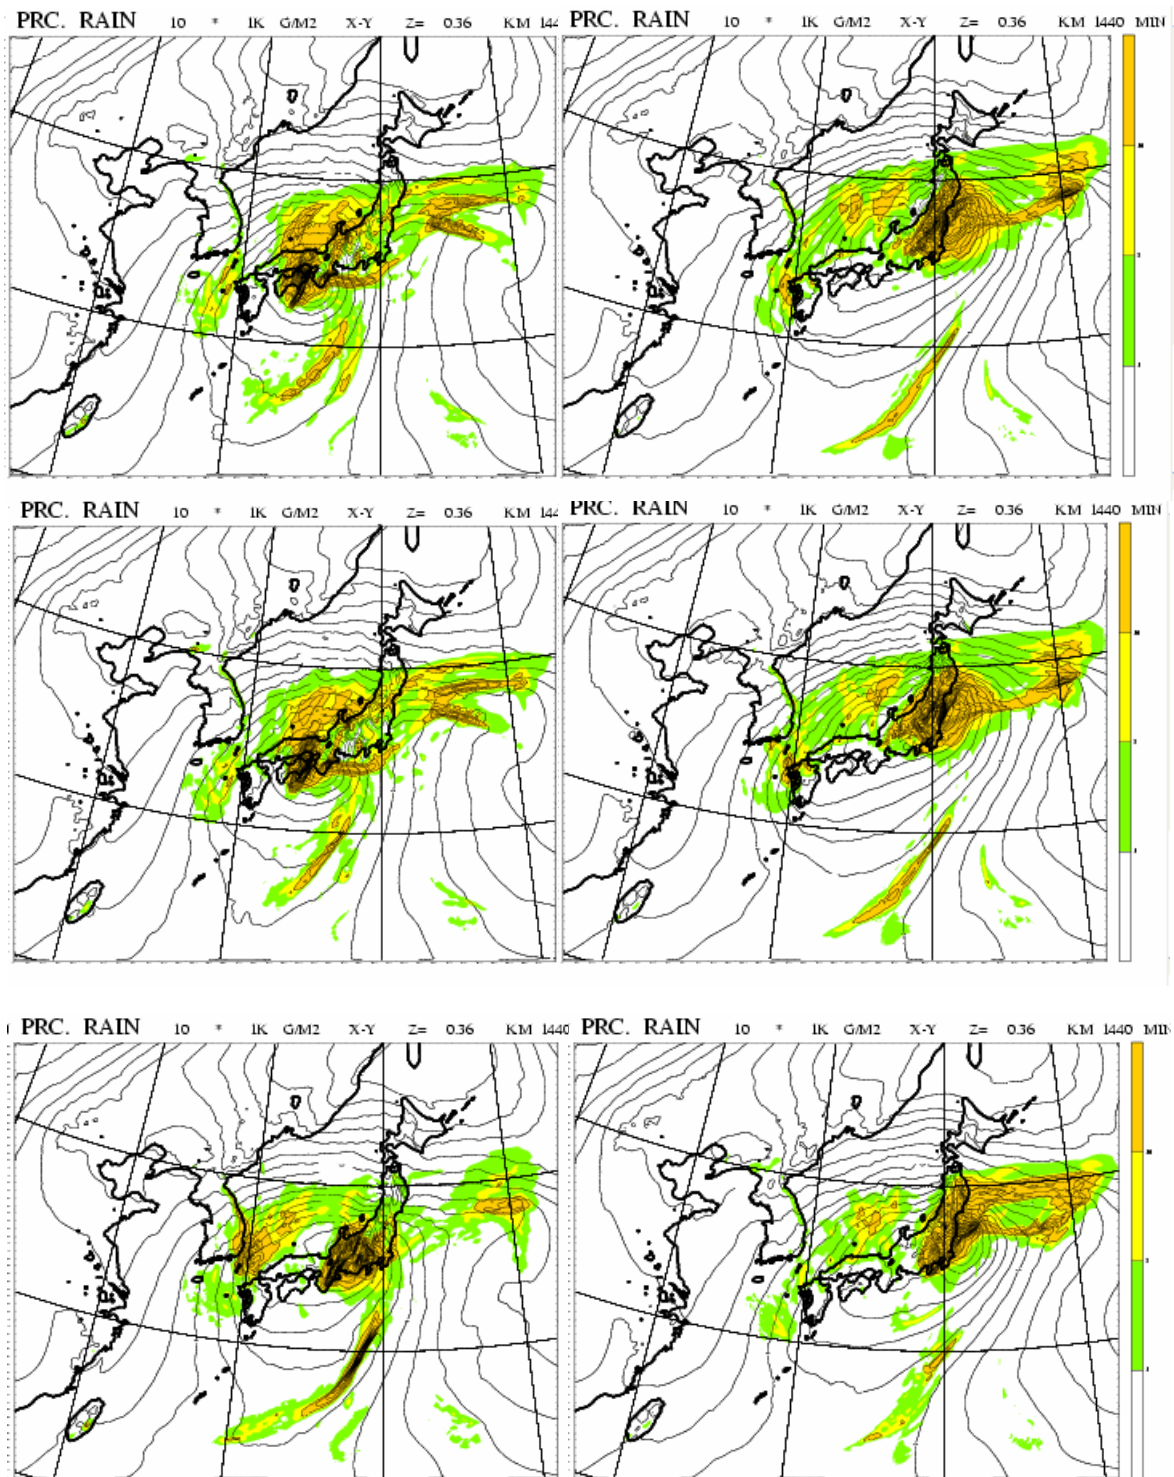 PRC. RAIN 10 * 1K G/M2 X-Y Z= 0.36 KM 144
PRC. RAIN 10 * 1K G/M2 X-Y Z= 0.36 KM 1440 MIN
PRC. RAIN 10 * 1K G/M2 X-Y Z= 0.36 KM 144
PRC. RAIN 10 * 1K G/M2 X-Y Z= 0.36 KM 1440 MIN
PRC. RAIN 10 * 1K G/M2 X-Y Z= 0.36 KM 1440
PRC. RAIN 10 * 1K G/M2 X-Y Z= 0.36 KM 1440 MIN